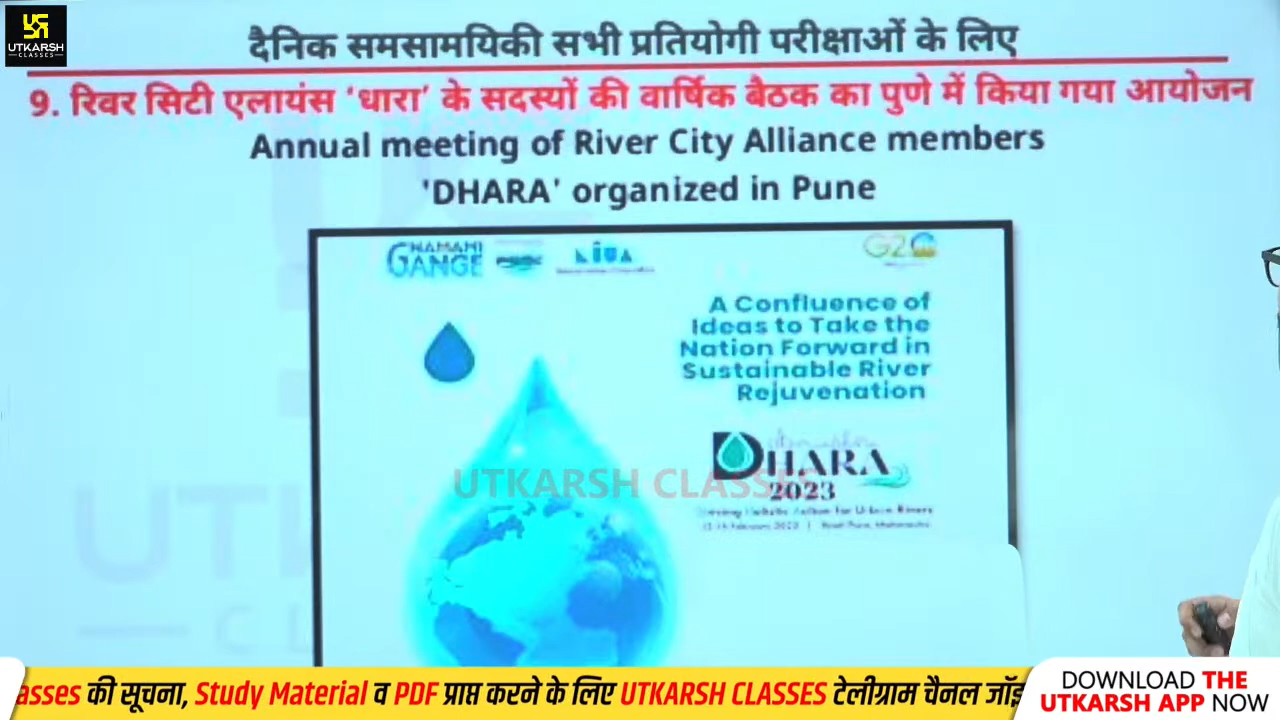 UTKARSH
CLASSES
दैनिक समसामयिकी सभी प्रतियोगी परीक्षाओं के लिए
9. रिवर सिटी एलायंस ‘धारा’ के सदस्यों की वार्षिक बैठक का पुणे में किया गया आयोजन
Annual meeting of River City Alliance members
'DHARA' organized in Pune
NAMAMI
GANGE
NIUA
G20
A Confluence of
Ideas to Take the
Nation Forward in
Sustainable River
Rejuvenation
DHARA
2023
UTKARSH CLASSES
asses की सूचना, Study Material व PDF प्राप्त करने के लिए UTKARSH CLASSES टेलीग्राम चैनल जॉइ
DOWNLOAD THE
UTKARSH APP NOW